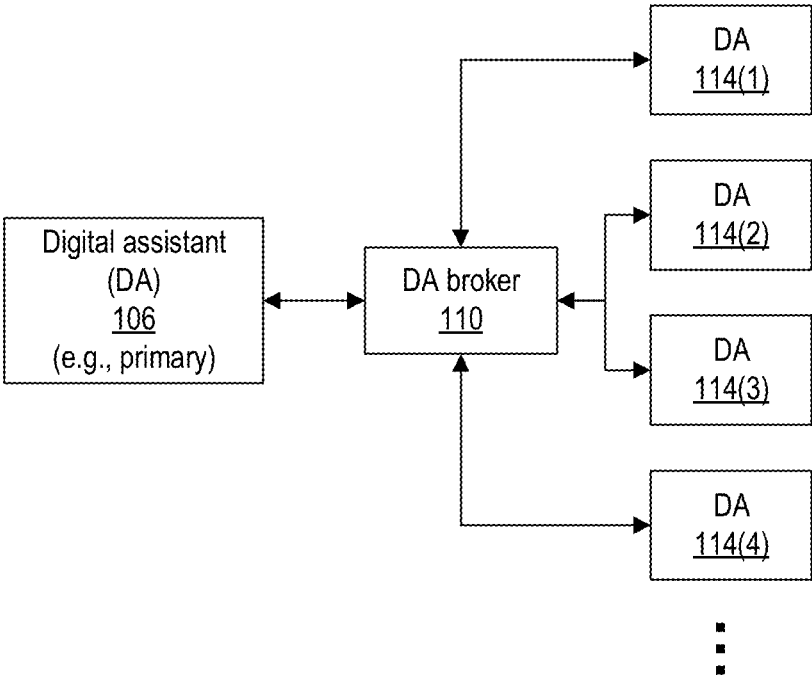 DA
114(1)
DA
114(2)
Digital assistant
(DA)
106
(e.g., primary)
DA broker
110
DA
114(3)
DA
114(4)